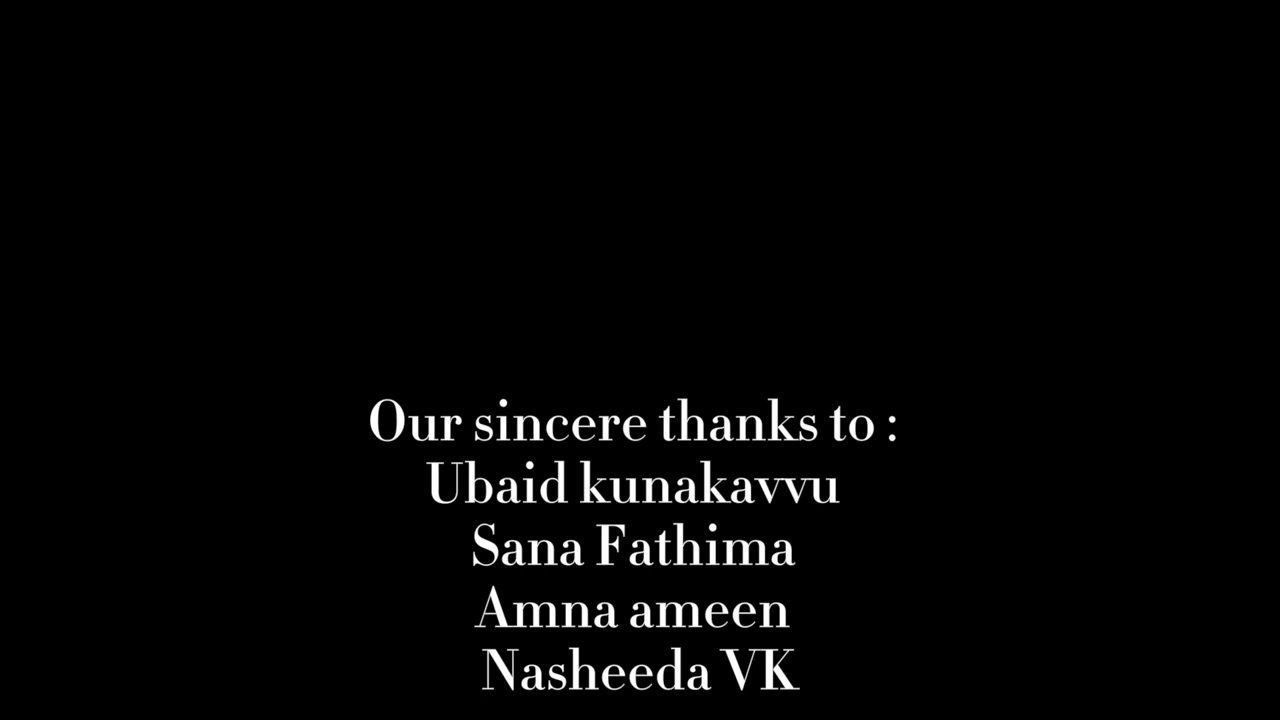 Our sincere thanks to :
Ubaid kunakavvu
Sana Fathima
Amna ameen
Nasheeda VK